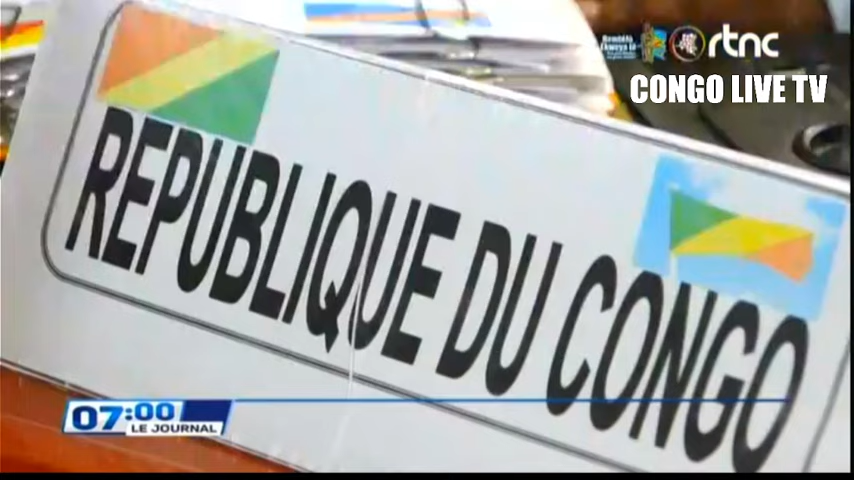 rtnc
CONGO LIVE TV
REPUBLIQUE DU CONGO
07:00
LE JOURNAL